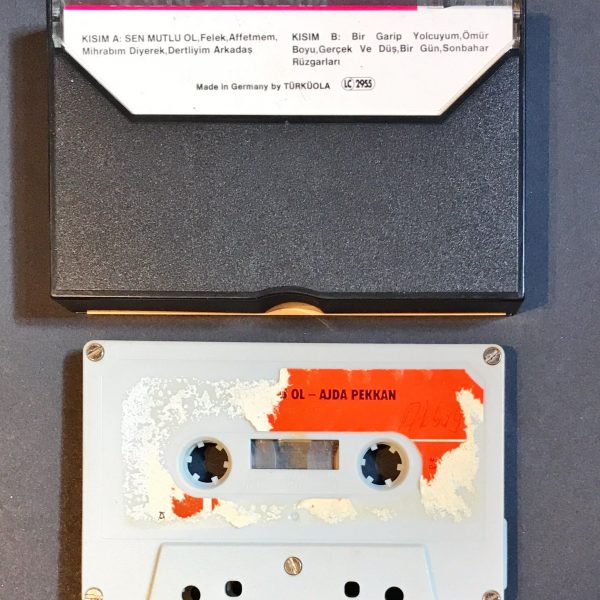 KISIM A: SEN MUTLU OL,Felek,Affetmem,
Mihrabım Diyerek,Dertliyim Arkadaş
KISIM B: Bir Garip Yolcuyum,Ömür
Boyu,Gerçek Ve Düş,Bir Gün,Sonbahar
Rüzgarları
Made in Germany by TÜRKÜOLA LC 2955
OL – AJDA PEKKAN